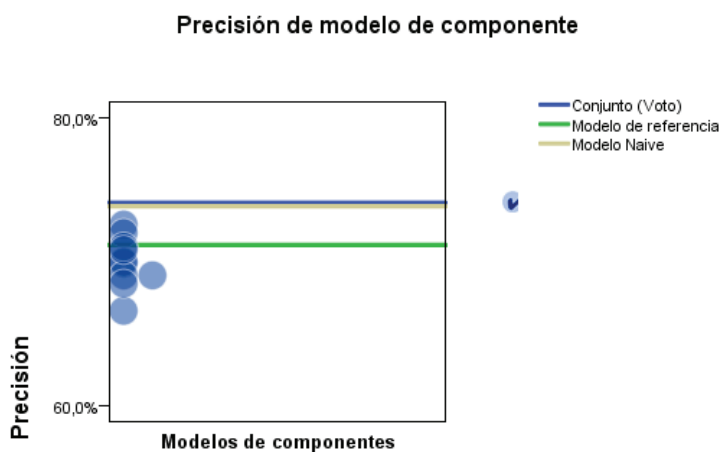 Precisión de modelo de componente
80,0%
Conjunto (Voto)
Modelo de referencia
Modelo Naive
60,0%
Precisión
Modelos de componentes